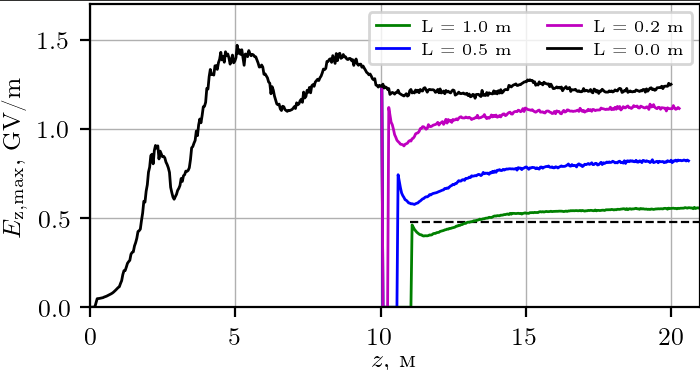 L = 1.0 m
L = 0.5 m
L = 0.2 m
L = 0.0 m
E_z,max, GV/m
1.5
1.0
0.5
0.0
0 5 10 15 20
z, м